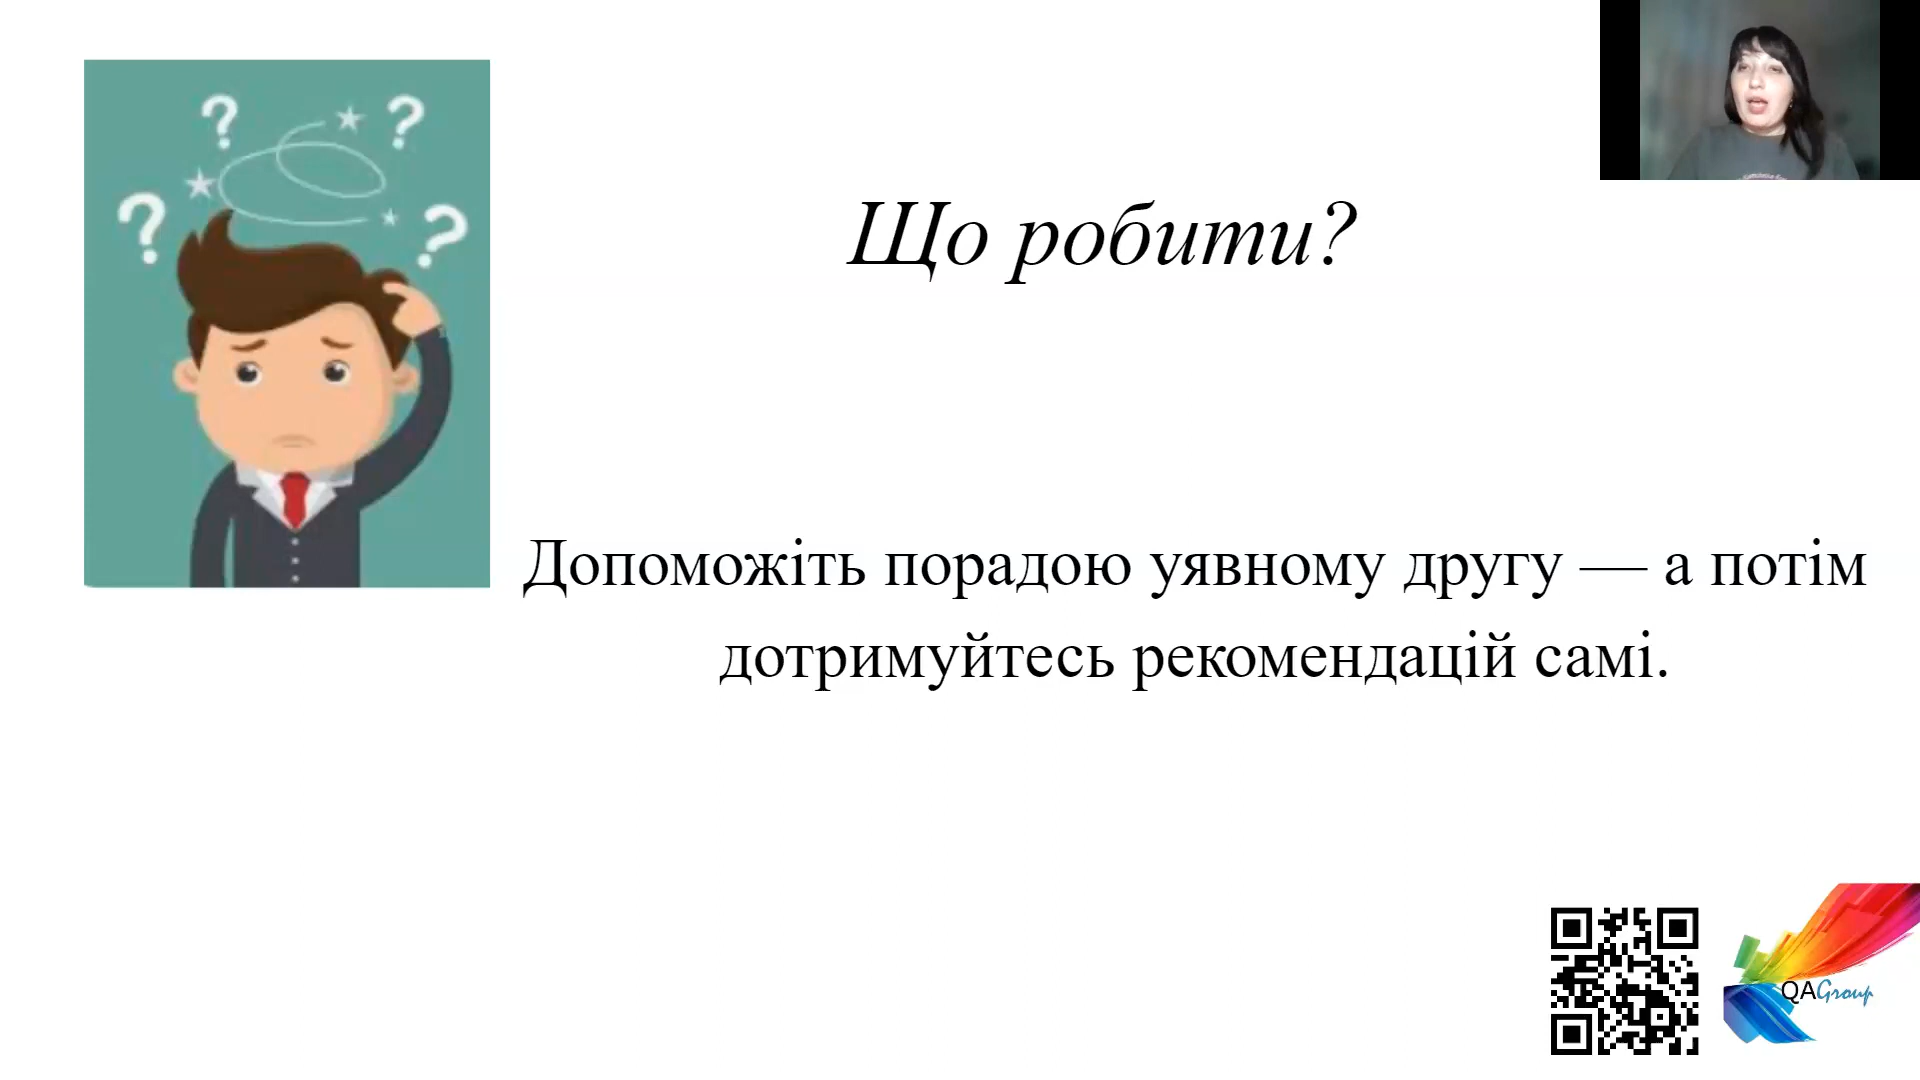 Що робити?
Допоможіть порадою уявному другу — а потім
дотримуйтесь рекомендацій самі.
QAGroup